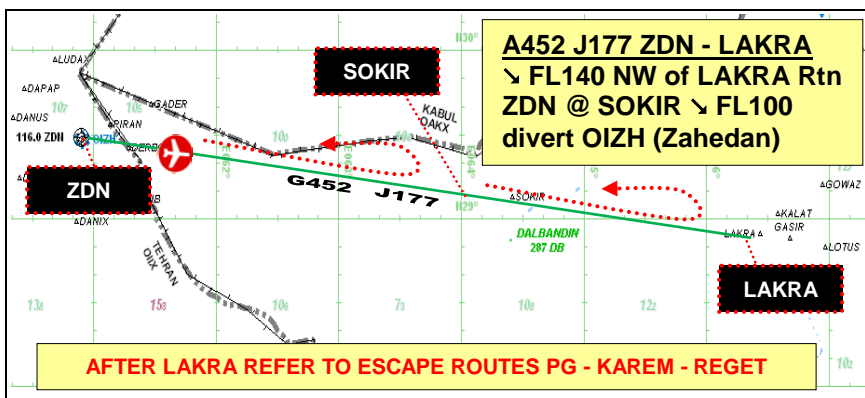 A452 J177 ZDN - LAKRA
↘ FL140 NW of LAKRA Rtn
ZDN @ SOKIR ↘ FL100
divert OIZH (Zahedan)
SOKIR
N30°
LUDAX
DAPAP
GADER
DANUS
PIRAN
116.0 ZDN
OIZH
KABUL
OAKX
ZDN
G452 J177
N29°
SOKIR
GOWAZ
KALAT
GASIR
LAKRA
LOTUS
DANIX
TEHRAN
OIIX
DALBANDIN
287 DB
LAKRA
AFTER LAKRA REFER TO ESCAPE ROUTES PG - KAREM - REGET